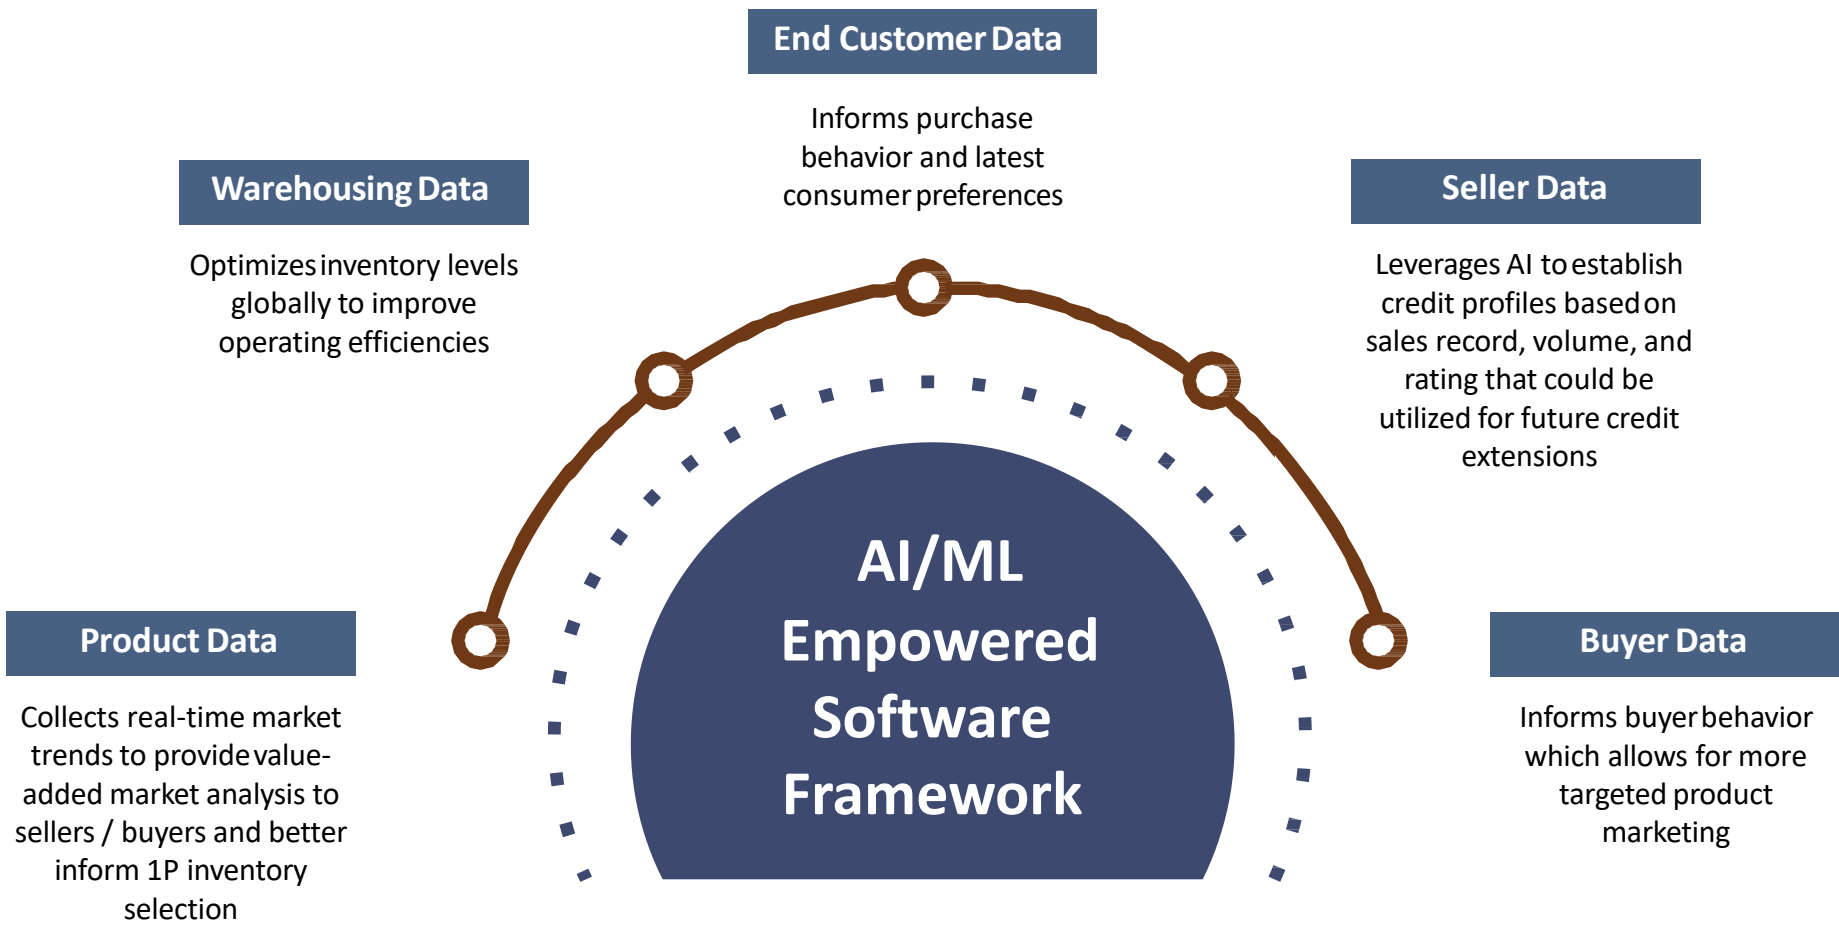 End Customer Data
Informs purchase
behavior and latest
consumer preferences
Warehousing Data
Optimizes inventory levels
globally to improve
operating efficiencies
Seller Data
Leverages AI to establish
credit profiles based on
sales record, volume, and
rating that could be
utilized for future credit
extensions
AI/ML
Empowered
Software
Framework
Product Data
Collects real-time market
trends to provide value-
added market analysis to
sellers / buyers and better
inform 1P inventory
selection
Buyer Data
Informs buyer behavior
which allows for more
targeted product
marketing